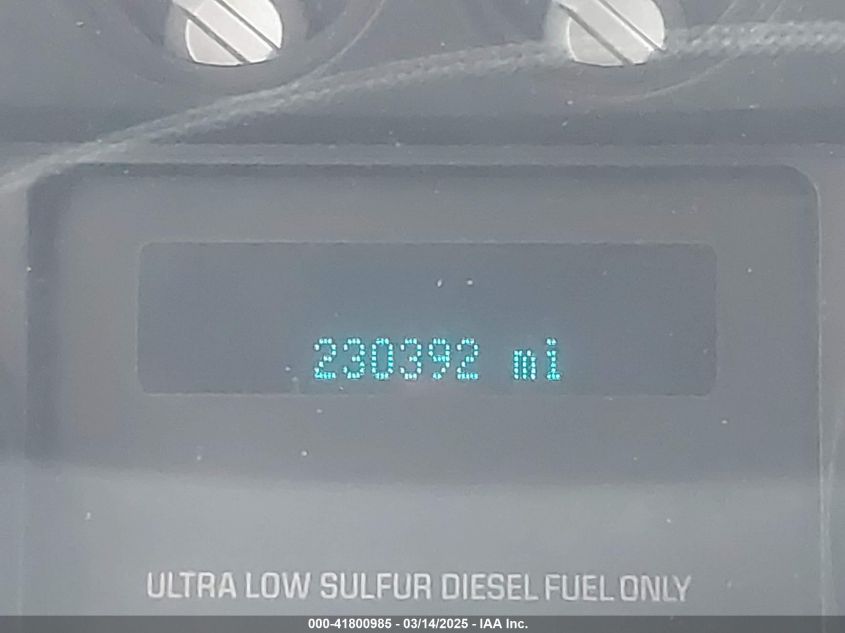 230392 mi
ULTRA LOW SULFUR DIESEL FUEL ONLY
000-41800985 - 03/14/2025 - IAA Inc.